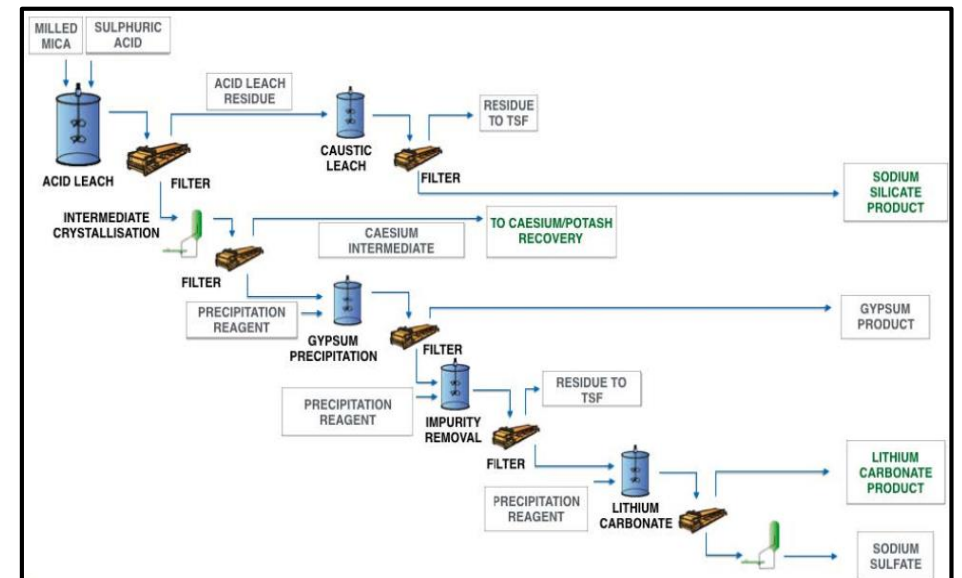 MILLED
MICA
SULPHURIC
ACID
ACID LEACH
RESIDUE
RESIDUE
TO TSF
ACID LEACH
FILTER
CAUSTIC
LEACH
FILTER
SODIUM
SILICATE
PRODUCT
INTERMEDIATE
CRYSTALLISATION
CAESIUM
INTERMEDIATE
TO CAESIUM/POTASH
RECOVERY
FILTER
PRECIPITATION
REAGENT
GYPSUM
PRECIPITATION
FILTER
GYPSUM
PRODUCT
PRECIPITATION
REAGENT
IMPURITY
REMOVAL
RESIDUE TO
TSF
FILTER
PRECIPITATION
REAGENT
LITHIUM
CARBONATE
LITHIUM
CARBONATE
PRODUCT
SODIUM
SULFATE